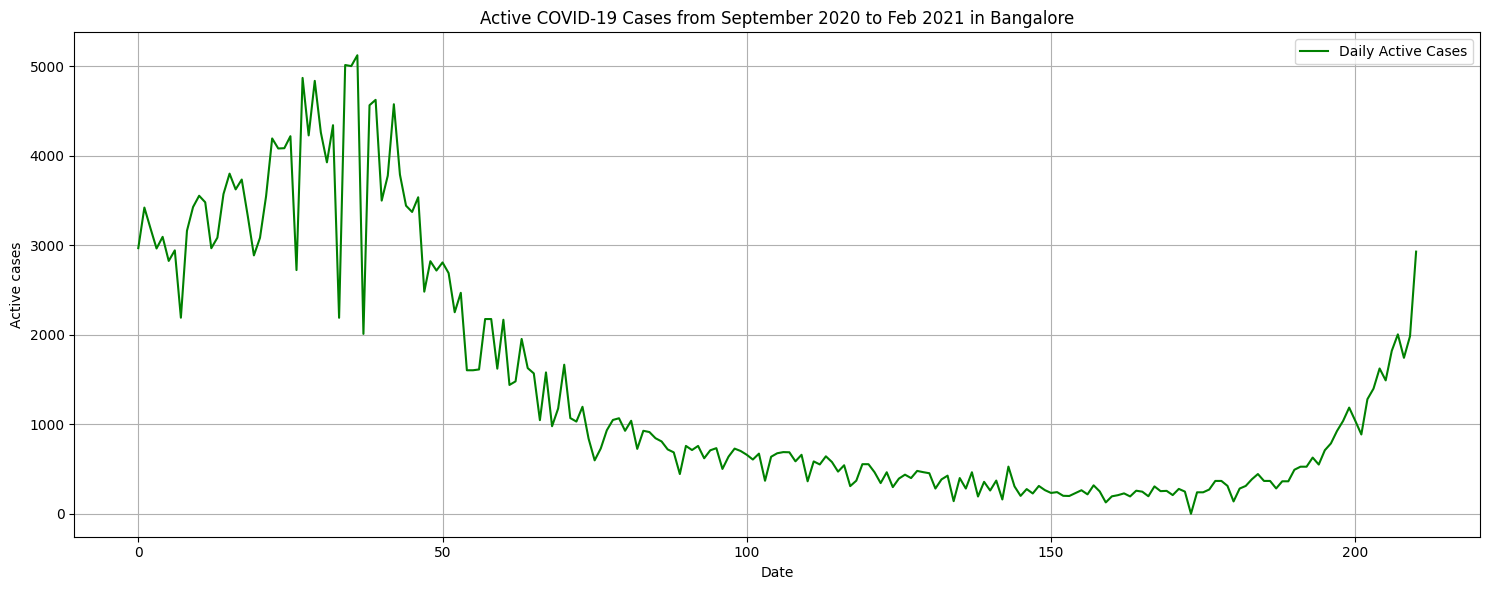 Active COVID-19 Cases from September 2020 to Feb 2021 in Bangalore
Daily Active Cases
Active cases
5000
4000
3000
2000
1000
0
0 50 100 150 200
Date